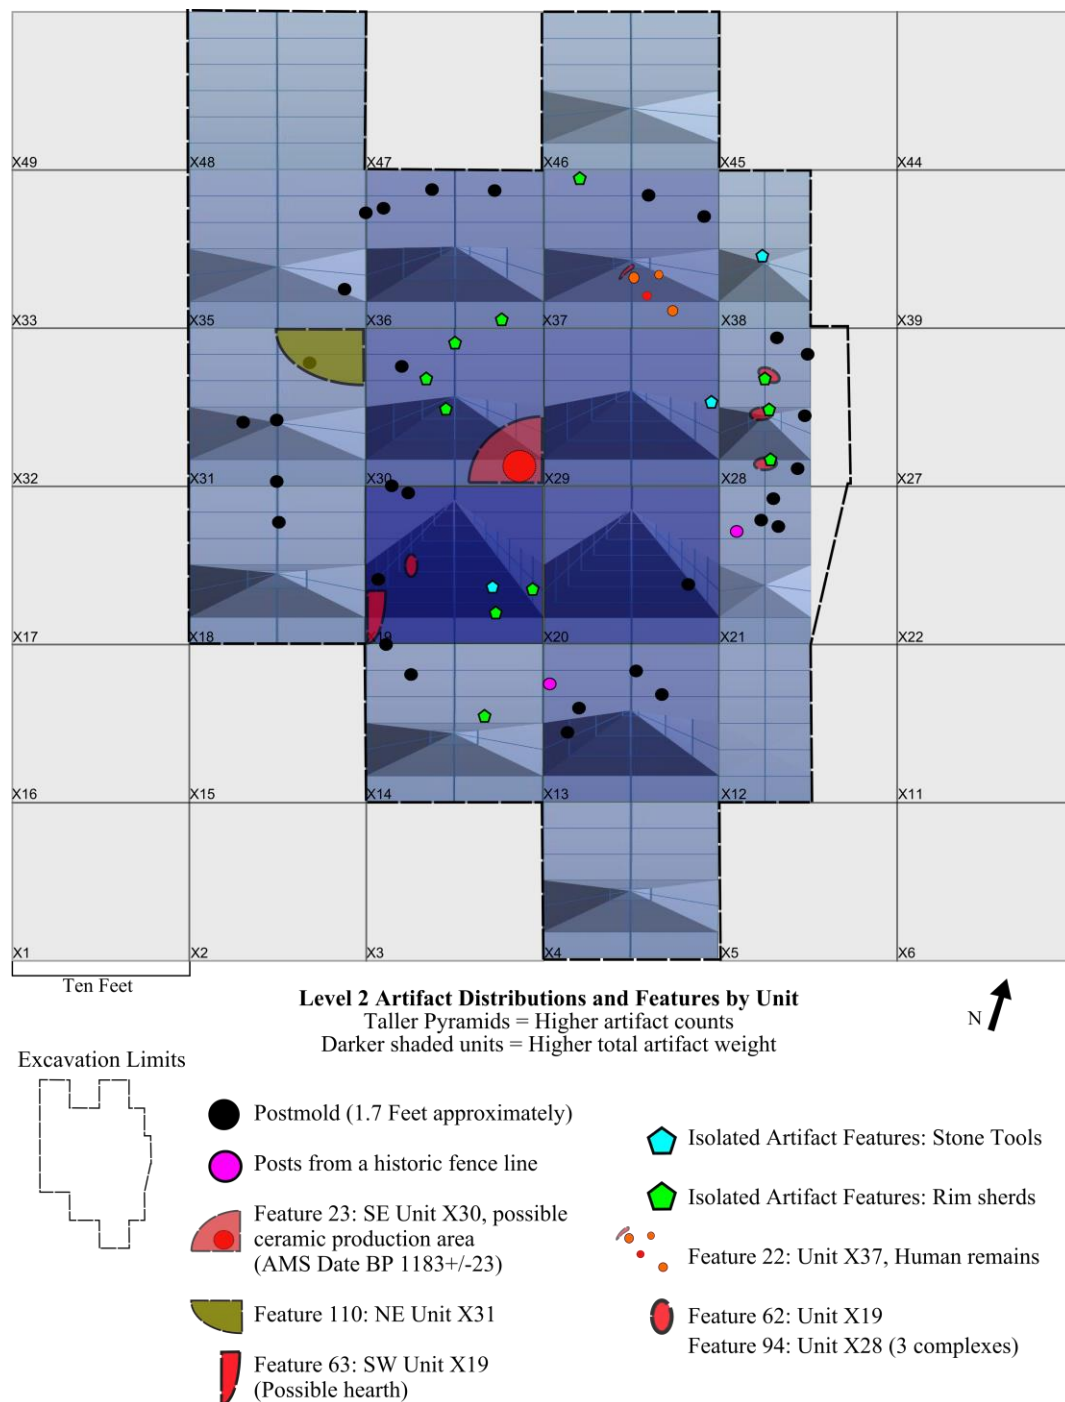 X49 X48 X47 X46 X45 X44
X33 X35 X36 X37 X38 X39
X32 X31 X30 X29 X28 X27
X17 X18 X19 X20 X21 X22
X16 X15 X14 X13 X12 X11
X1 X2 X3 X4 X5 X6
Ten Feet
Level 2 Artifact Distributions and Features by Unit
Taller Pyramids = Higher artifact counts
Darker shaded units = Higher total artifact weight
N
Excavation Limits
Postmold (1.7 Feet approximately)
Posts from a historic fence line
Feature 23: SE Unit X30, possible
ceramic production area
(AMS Date BP 1183+/-23)
Feature 110: NE Unit X31
Feature 63: SW Unit X19
(Possible hearth)
Isolated Artifact Features: Stone Tools
Isolated Artifact Features: Rim sherds
Feature 22: Unit X37, Human remains
Feature 62: Unit X19
Feature 94: Unit X28 (3 complexes)